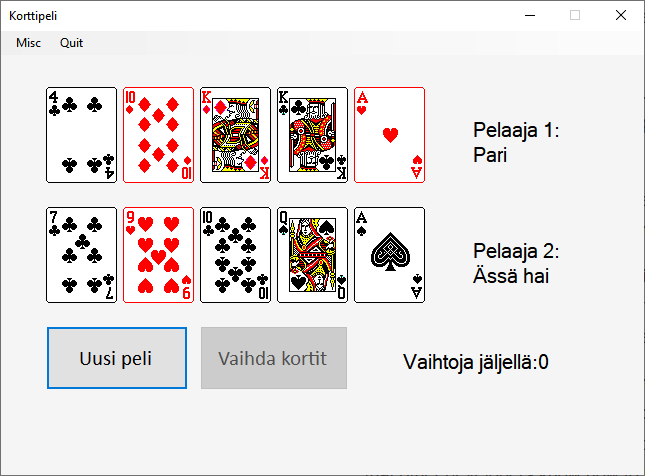 Korttipeli
Misc Quit
4 10 K K A
Pelaaja 1:
Pari
4 10 K K A
7 9 10 Q A
Pelaaja 2:
Ässä hai
7 9 10 Q A
Uusi peli
Vaihda kortit
Vaihtoja jäljellä:0